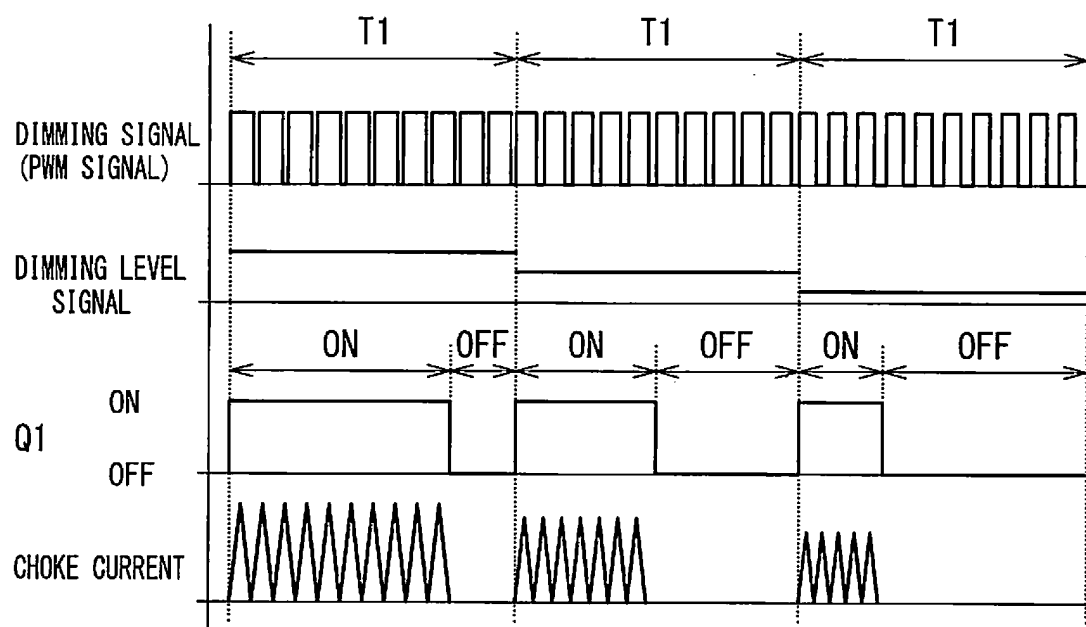 T1 T1 T1
DIMMING SIGNAL
(PWM SIGNAL)
DIMMING LEVEL
SIGNAL
ON OFF ON OFF ON OFF
ON
Q1
OFF
CHOKE CURRENT